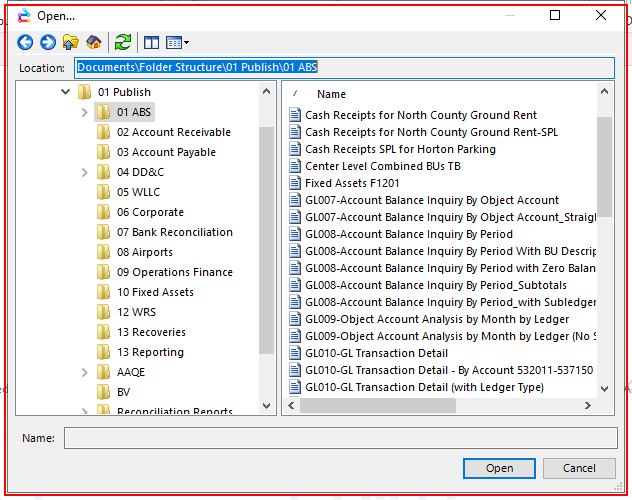 Open...
Location: Documents\Folder Structure\01 Publish\01 ABS
01 Publish
01 ABS
02 Account Receivable
03 Account Payable
04 DD&C
05 WLLC
06 Corporate
07 Bank Reconciliation
08 Airports
09 Operations Finance
10 Fixed Assets
12 WRS
13 Recoveries
13 Reporting
AAQE
BV
Reconciliation Reports
Name
Cash Receipts for North County Ground Rent
Cash Receipts for North County Ground Rent-SPL
Cash Receipts SPL for Horton Parking
Center Level Combined BUs TB
Fixed Assets F1201
GL007-Account Balance Inquiry By Object Account
GL007-Account Balance Inquiry By Object Account_Straigh
GL008-Account Balance Inquiry By Period
GL008-Account Balance Inquiry By Period With BU Descrip
GL008-Account Balance Inquiry By Period with Zero Balan
GL008-Account Balance Inquiry By Period_Subtotals
GL008-Account Balance Inquiry By Period_with Subledger
GL009-Object Account Analysis by Month by Ledger
GL009-Object Account Analysis by Month by Ledger (No S
GL010-GL Transaction Detail
GL010-GL Transaction Detail - By Account 532011-537150
GL010-GL Transaction Detail (with Ledger Type)
Name:
Open Cancel